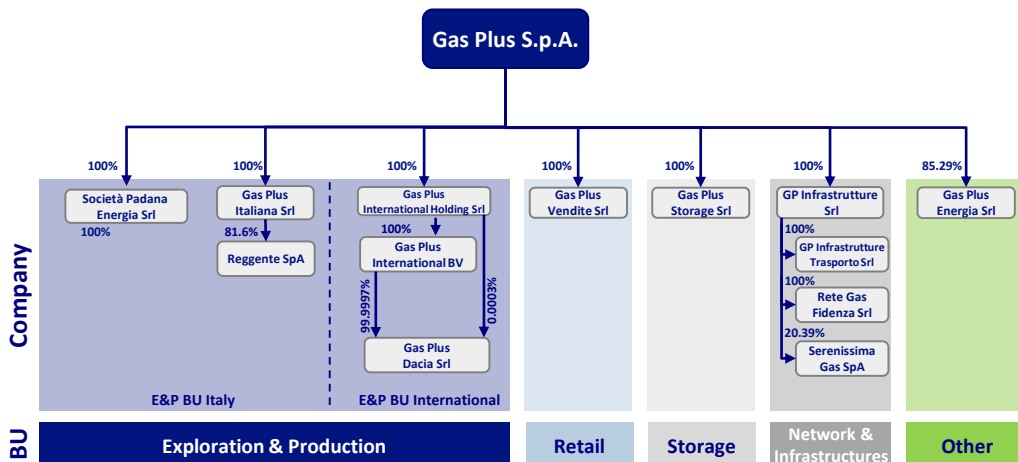 Gas Plus S.p.A.
100%
100%
100%
100%
100%
100%
85.29%
Company
Società Padana
Energia Srl
100%
Gas Plus
Italiana Srl
81.6%
Reggente SpA
Gas Plus
International Holding Srl
100%
Gas Plus
International BV
99.9997%
0.0003%
Gas Plus
Dacia Srl
Gas Plus
Vendite Srl
Gas Plus
Storage Srl
GP Infrastrutture
Srl
100%
GP Infrastrutture
Trasporto Srl
100%
Rete Gas
Fidenza Srl
20.39%
Serenissima
Gas SpA
Gas Plus
Energia Srl
E&P BU Italy
E&P BU International
BU
Exploration & Production
Retail
Storage
Network &
Infrastructures
Other